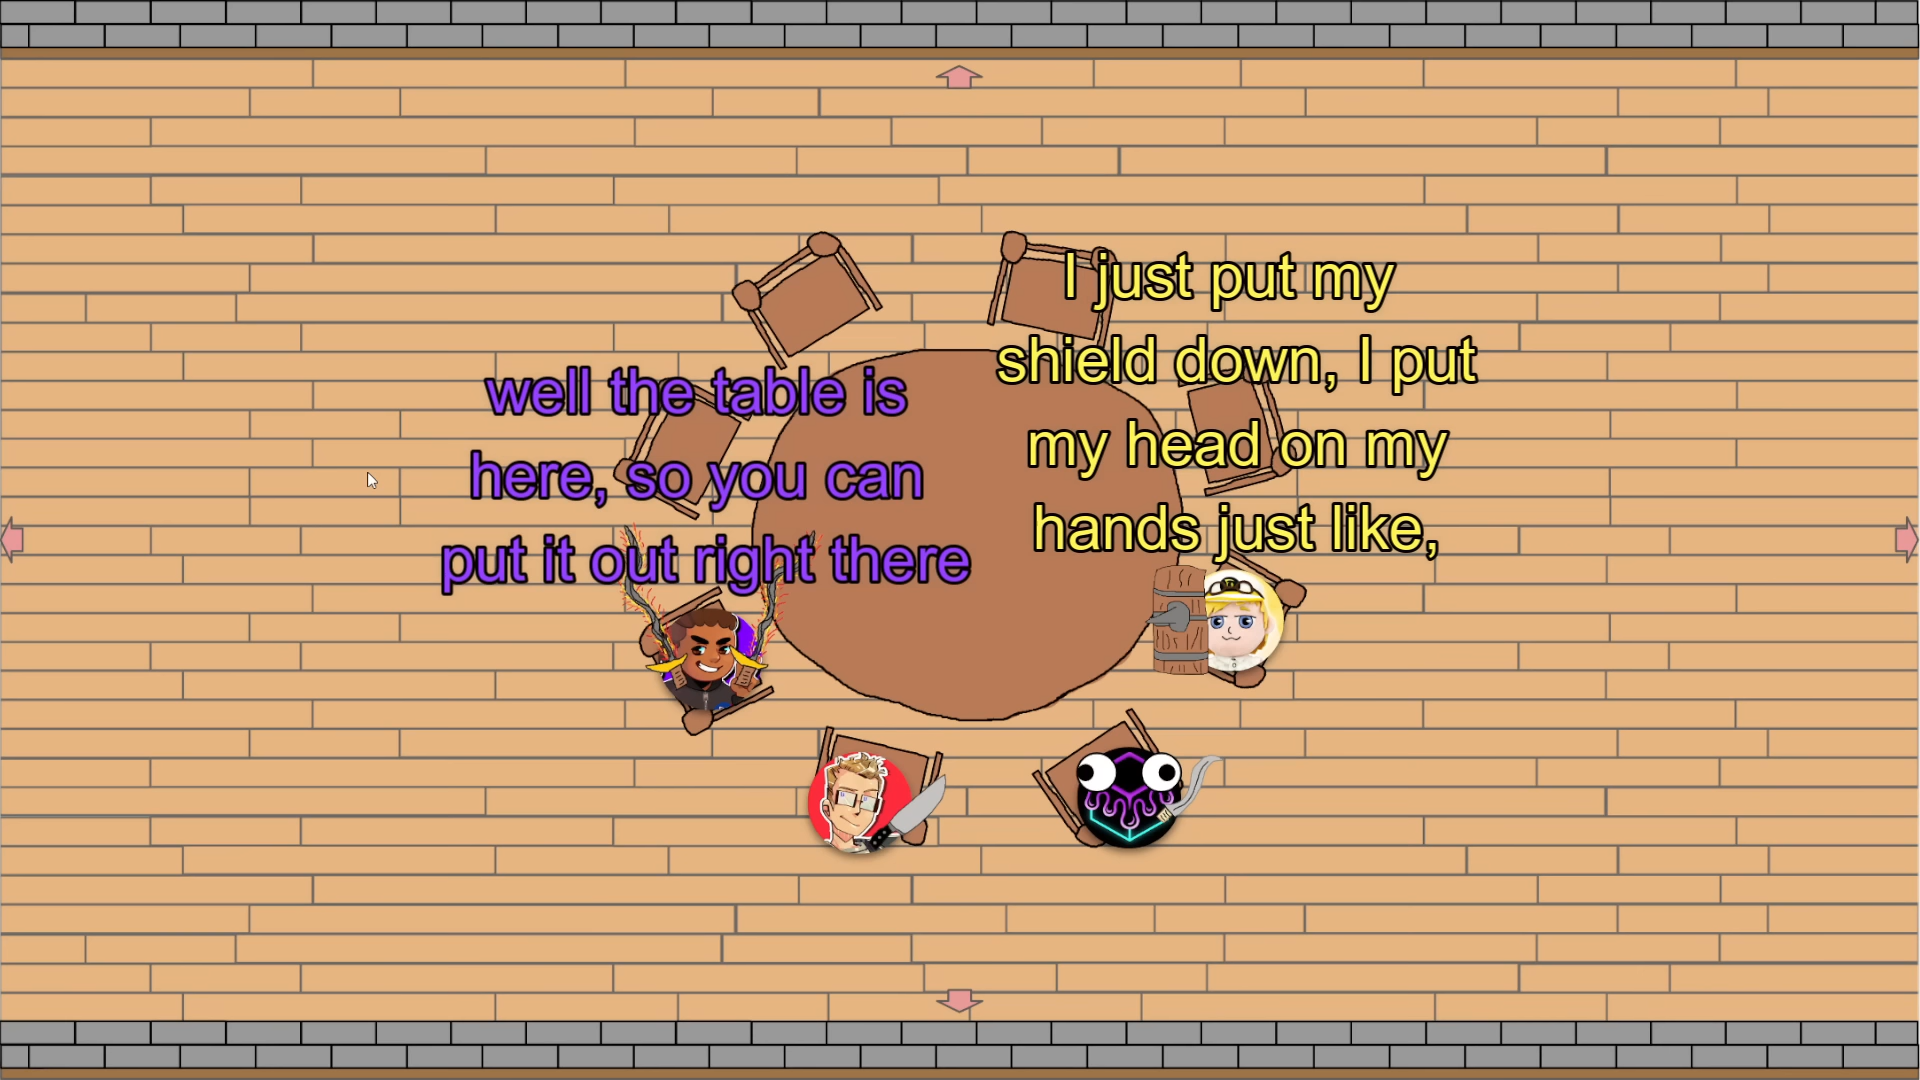 well the table is
here, so you can
put it out right there
I just put my
shield down, I put
my head on my
hands just like,